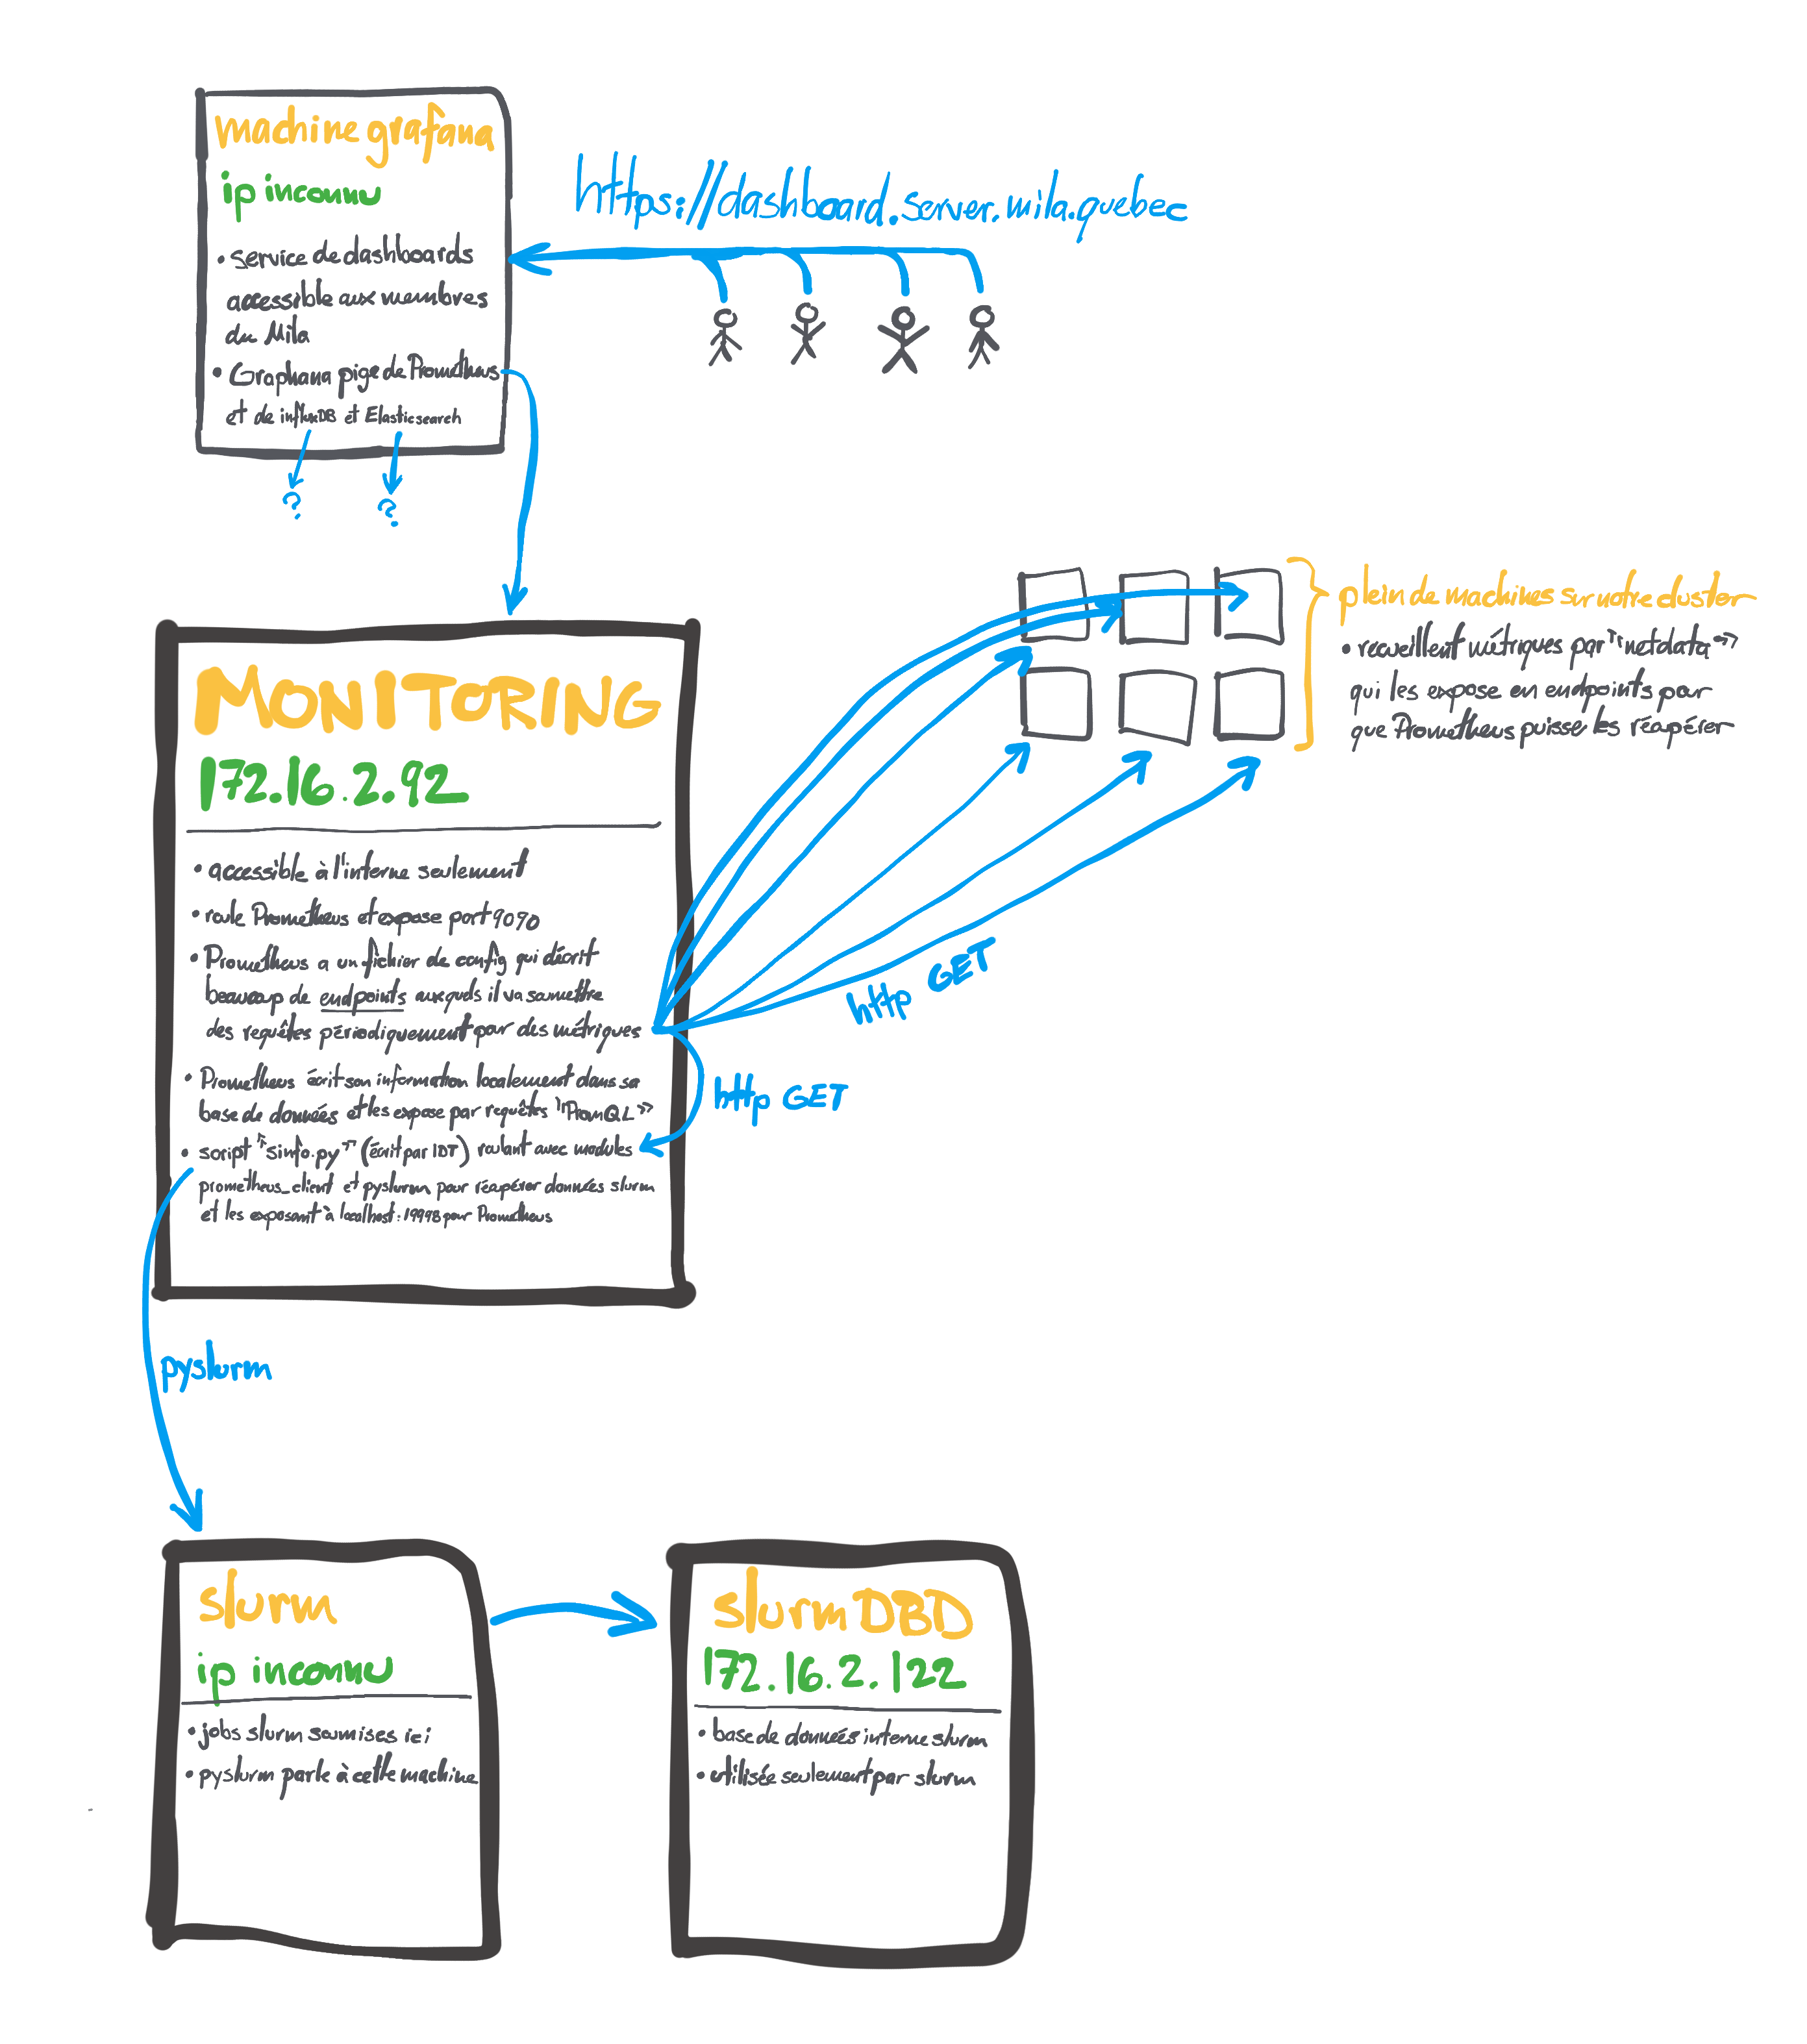 machine grafana
ip inconnu
• service de dashboards
accessible aux membres
du Mila
• Graphana pige de Prometheus
et de influxDB et Elasticsearch
?
?
https://dashboard.server.mila.quebec
plein de machines sur notre cluster
• recueillent métriques par "netdata"
qui les expose en endpoints pour
que Prometheus puisse les récupérer
MONITORING
172.16.2.92
• accessible à l'interne seulement
• roule Prometheus et expose port 9090
• Prometheus a un fichier de config qui décrit
beaucoup de endpoints auxquels il va soumettre
des requêtes périodiquement pour des métriques
• Prometheus écrit son information localement dans sa
base de données et les expose par requêtes "PromQL"
• script "sinfo.py" (écrit par IDT) roulant avec modules
prometheus_client et pyslurm pour récupérer données slurm
et les exposant à localhost:19998 pour Prometheus
http GET
http GET
pyslurm
slurm
ip inconnu
• jobs slurm soumises ici
• pyslurm parle à cette machine
slurmDBD
172.16.2.122
• base de données interne slurm
• utilisée seulement par slurm